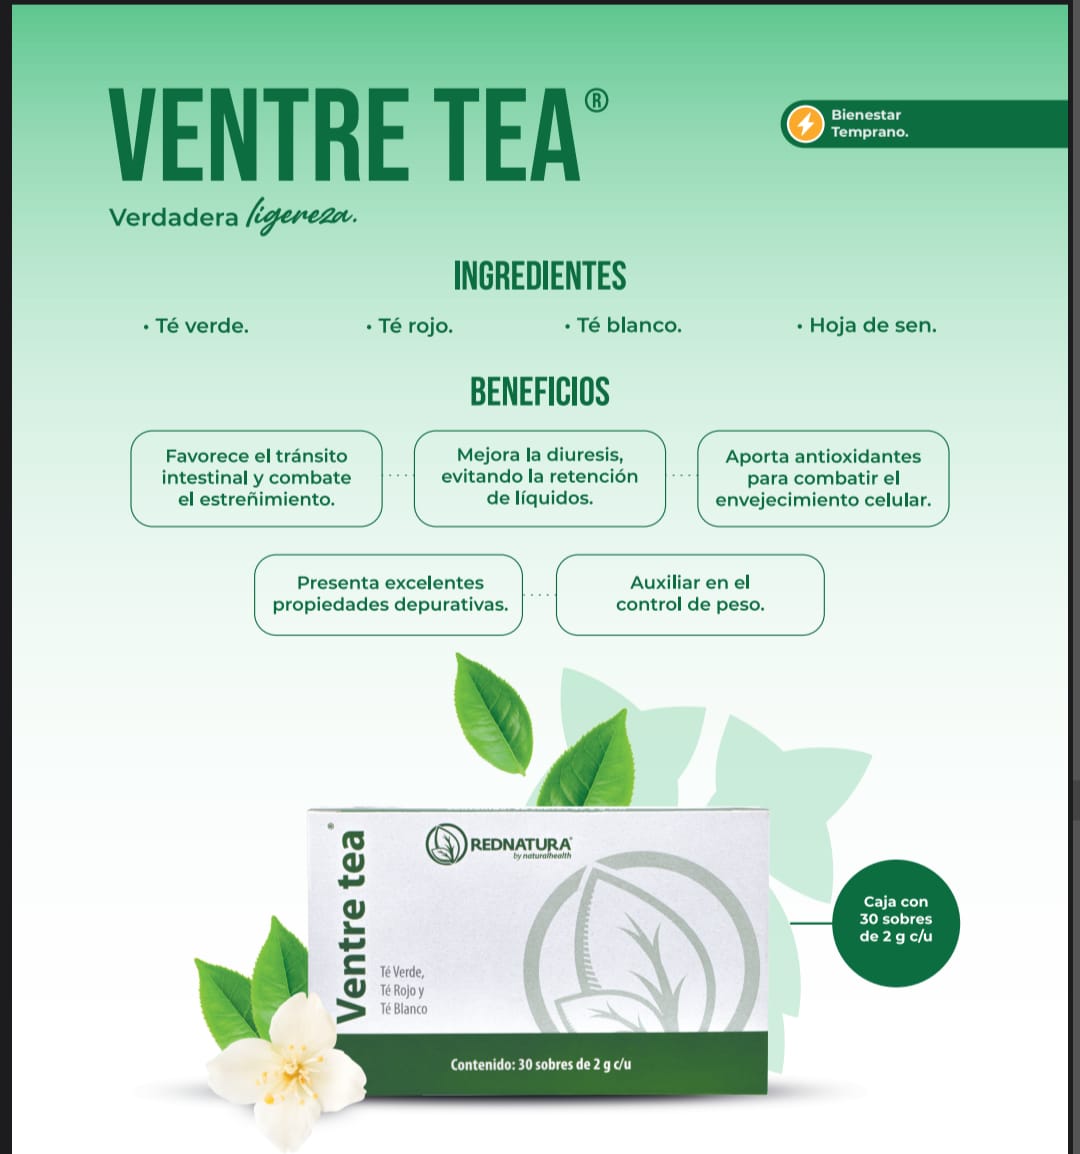 VENTRE TEA®
Bienestar
Temprano.
Verdadera ligereza.
INGREDIENTES
• Té verde.
• Té rojo.
• Té blanco.
• Hoja de sen.
BENEFICIOS
Favorece el tránsito
intestinal y combate
el estreñimiento.
Mejora la diuresis,
evitando la retención
de líquidos.
Aporta antioxidantes
para combatir el
envejecimiento celular.
Presenta excelentes
propiedades depurativas.
Auxiliar en el
control de peso.
Ventre tea®
REDNATURA®
by naturalhealth
Té Verde,
Té Rojo y
Té Blanco
Contenido: 30 sobres de 2 g c/u
Caja con
30 sobres
de 2 g c/u